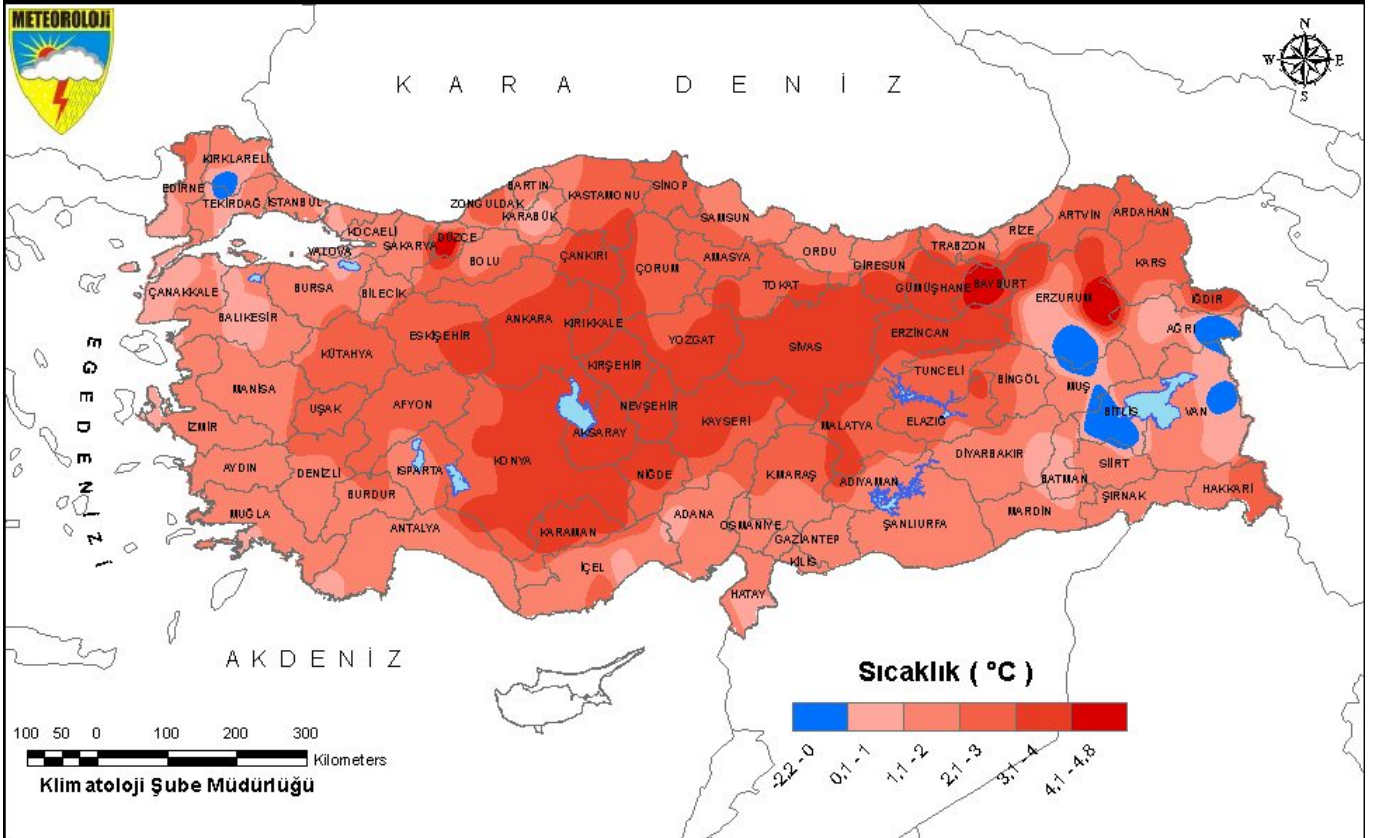 METEOROLOJİ
N
W E
S
K A R A D E N İ Z
KIRKLARELİ
EDİRNE
TEKİRDAĞ
İSTANBUL
KOCAELİ
YALOVA
SAKARYA
DÜZCE
ZONGULDAK
BARTIN
KARABÜK
KASTAMONU
SİNOP
SAMSUN
BOLU
ÇANKIRI
ÇORUM
AMASYA
ORDU
GİRESUN
TRABZON
RİZE
ARTVİN
ARDAHAN
KARS
IĞDIR
AĞRI
ERZURUM
BAYBURT
GÜMÜŞHANE
TOKAT
ÇANAKKALE
BALIKESİR
BURSA
BİLECİK
ESKİŞEHİR
ANKARA
KIRIKKALE
YOZGAT
SİVAS
ERZİNCAN
TUNCELİ
BİNGÖL
MUŞ
BİTLİS
VAN
KÜTAHYA
KIRŞEHİR
NEVŞEHİR
KAYSERİ
MALATYA
ELAZIĞ
MANİSA
UŞAK
AFYON
AKSARAY
İZMİR
AYDIN
DENİZLİ
ISPARTA
KONYA
NİĞDE
K.MARAŞ
ADIYAMAN
DİYARBAKIR
BATMAN
SİİRT
ŞIRNAK
HAKKARİ
MARDİN
ŞANLIURFA
BURDUR
MUĞLA
ANTALYA
KARAMAN
ADANA
OSMANİYE
GAZİANTEP
KİLİS
İÇEL
HATAY
E G E D E N İ Z İ
A K D E N İ Z
Sıcaklık ( °C )
-2,2 - 0
0,1 - 1
1,1 - 2
2,1 - 3
3,1 - 4
4,1 - 4,8
100 50 0 100 200 300
Kilometers
Klimatoloji Şube Müdürlüğü